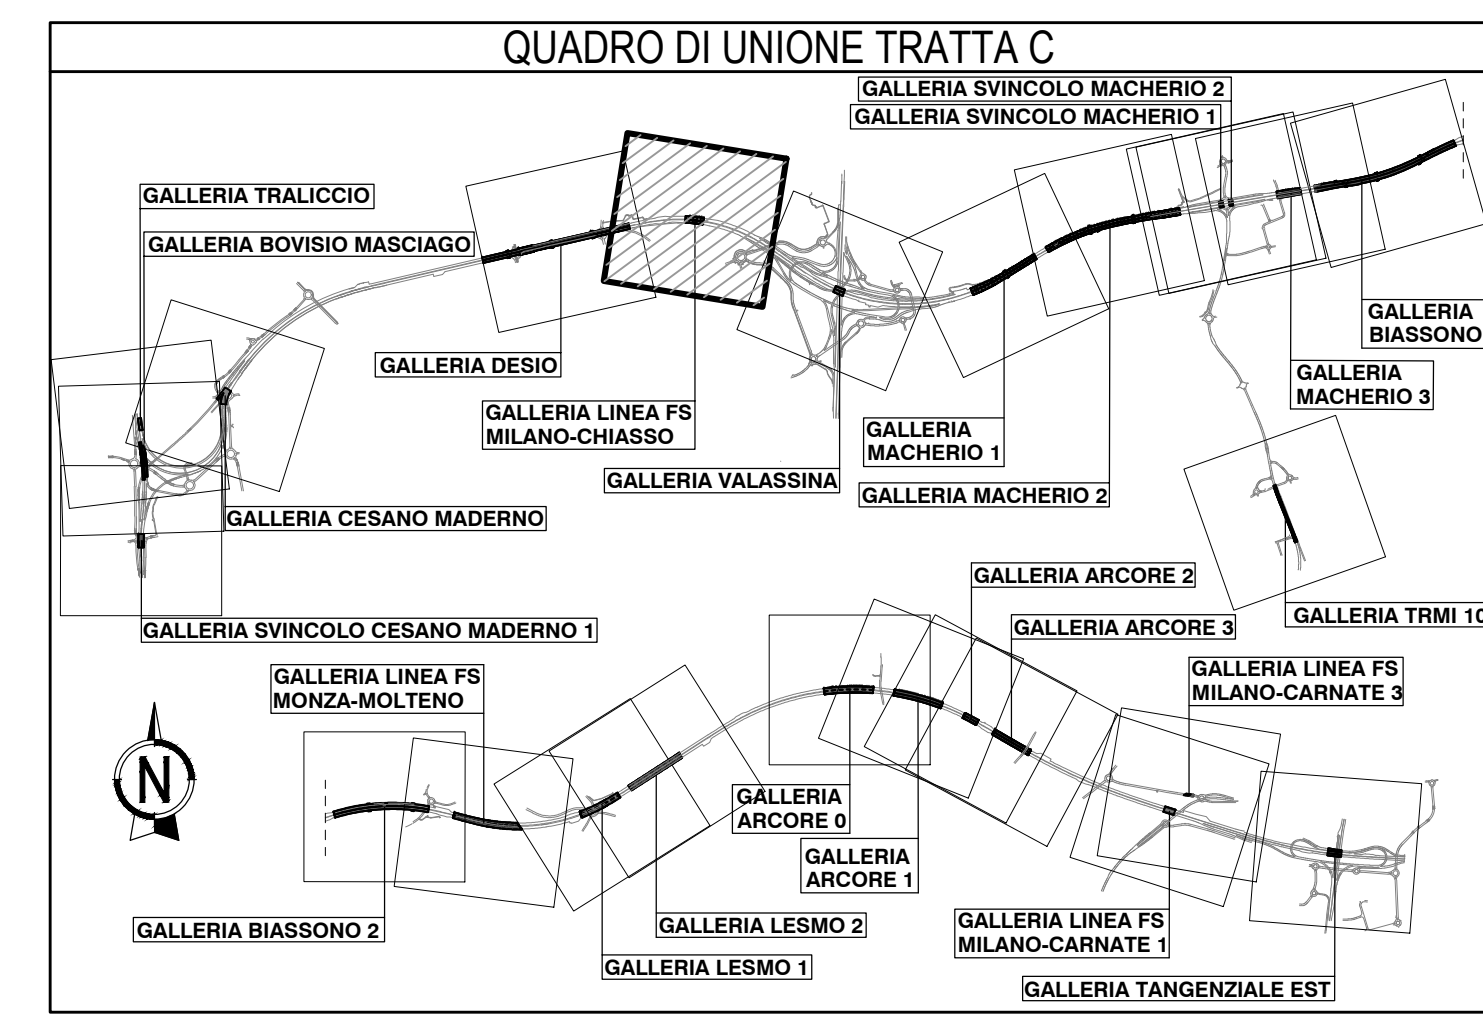 QUADRO DI UNIONE TRATTA C
GALLERIA SVINCOLO MACHERIO 2
GALLERIA SVINCOLO MACHERIO 1
GALLERIA TRALICCIO
GALLERIA BOVISIO MASCIAGO
GALLERIA BIASSONO
GALLERIA DESIO
GALLERIA
MACHERIO 3
GALLERIA LINEA FS
MILANO-CHIASSO
GALLERIA
MACHERIO 1
GALLERIA VALASSINA
GALLERIA MACHERIO 2
GALLERIA CESANO MADERNO
GALLERIA ARCORE 2
GALLERIA TRMI 10
GALLERIA SVINCOLO CESANO MADERNO 1
GALLERIA ARCORE 3
GALLERIA LINEA FS
MONZA-MOLTENO
GALLERIA LINEA FS
MILANO-CARNATE 3
N
GALLERIA
ARCORE 0
GALLERIA
ARCORE 1
GALLERIA BIASSONO 2
GALLERIA LESMO 2
GALLERIA LINEA FS
MILANO-CARNATE 1
GALLERIA LESMO 1
GALLERIA TANGENZIALE EST